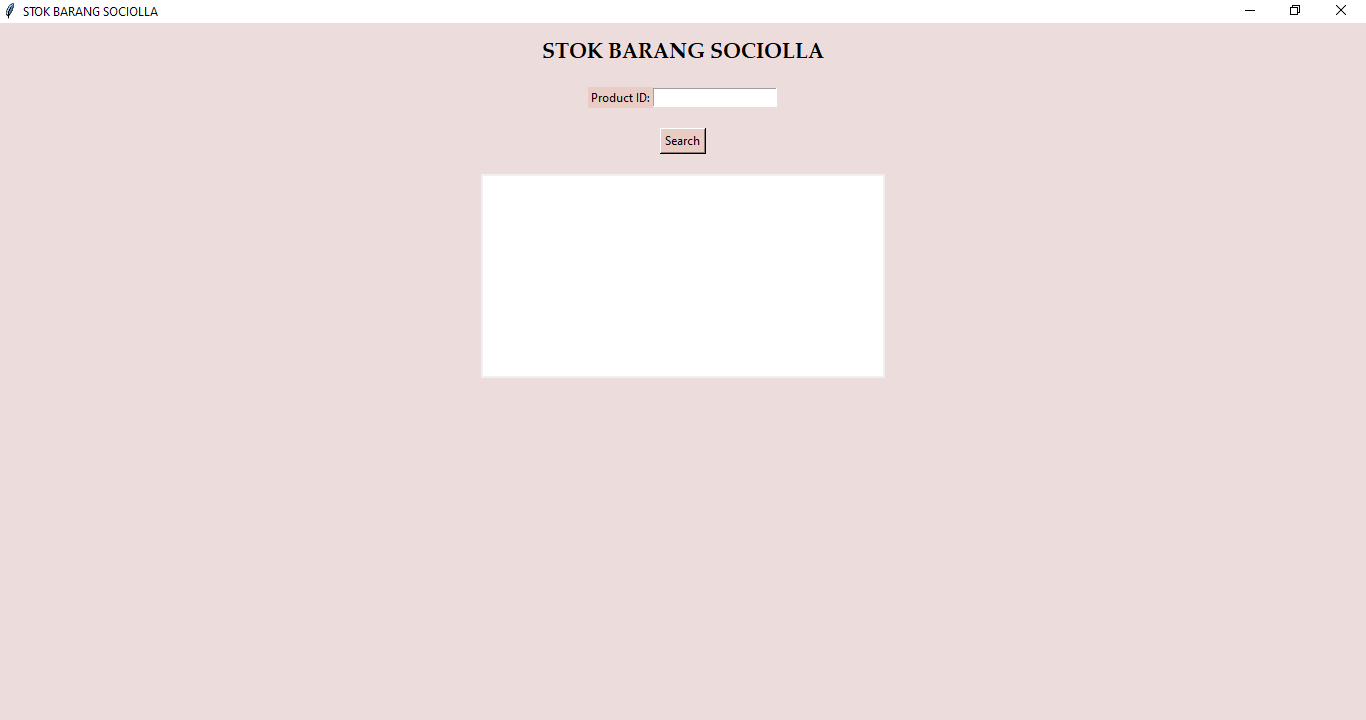 STOK BARANG SOCIOLLA
STOK BARANG SOCIOLLA
Product ID:
Search